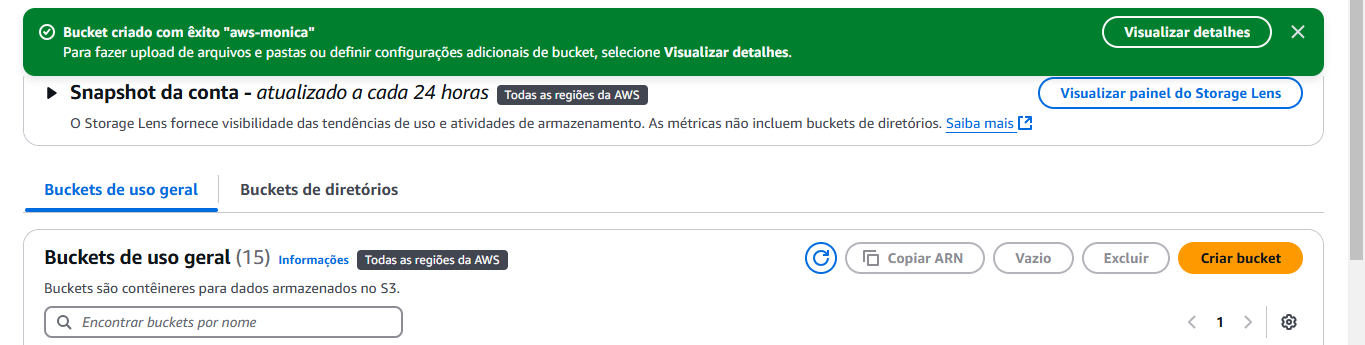 Bucket criado com êxito "aws-monica"
Para fazer upload de arquivos e pastas ou definir configurações adicionais de bucket, selecione Visualizar detalhes.
Visualizar detalhes
Snapshot da conta - atualizado a cada 24 horas Todas as regiões da AWS
Visualizar painel do Storage Lens
O Storage Lens fornece visibilidade das tendências de uso e atividades de armazenamento. As métricas não incluem buckets de diretórios. Saiba mais
Buckets de uso geral Buckets de diretórios
Buckets de uso geral (15) Informações Todas as regiões da AWS
Copiar ARN Vazio Excluir Criar bucket
Buckets são contêineres para dados armazenados no S3.
Encontrar buckets por nome
1